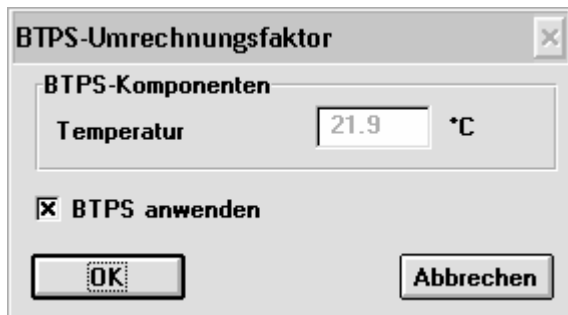 BTPS-Umrechnungsfaktor
BTPS-Komponenten
Temperatur 21.9 °C
BTPS anwenden
OK Abbrechen